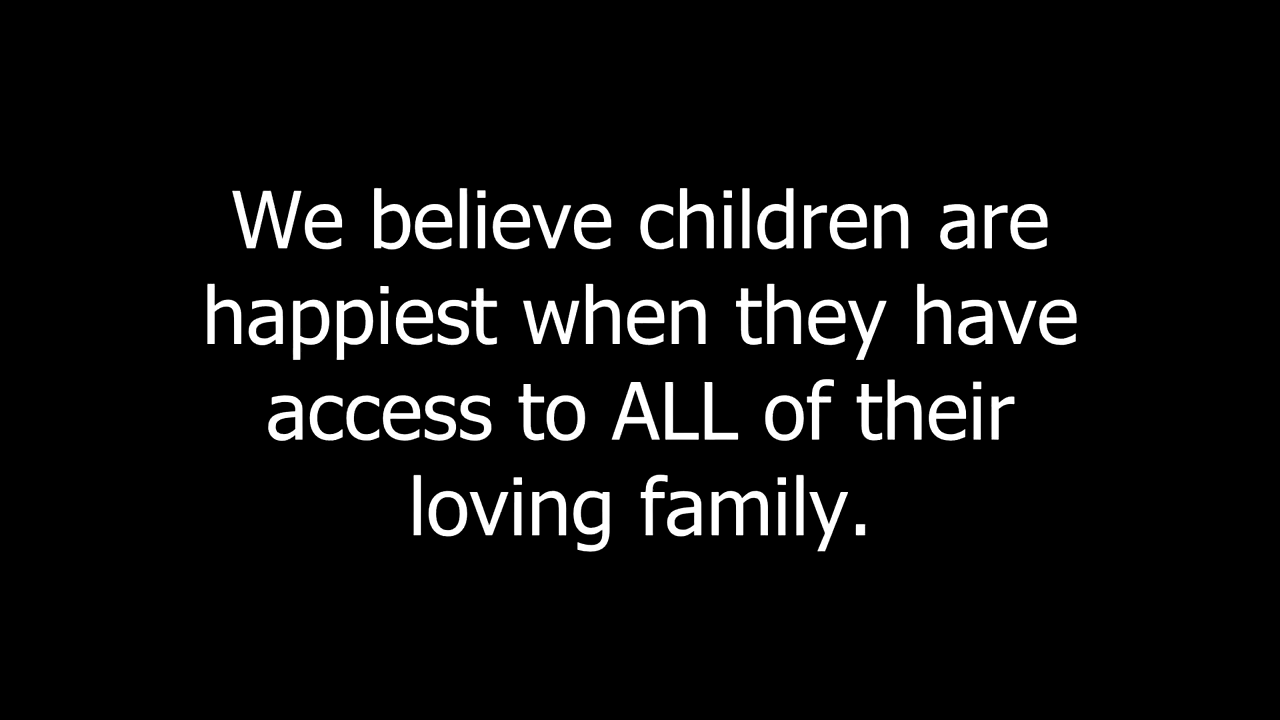 We believe children are
happiest when they have
access to ALL of their
loving family.